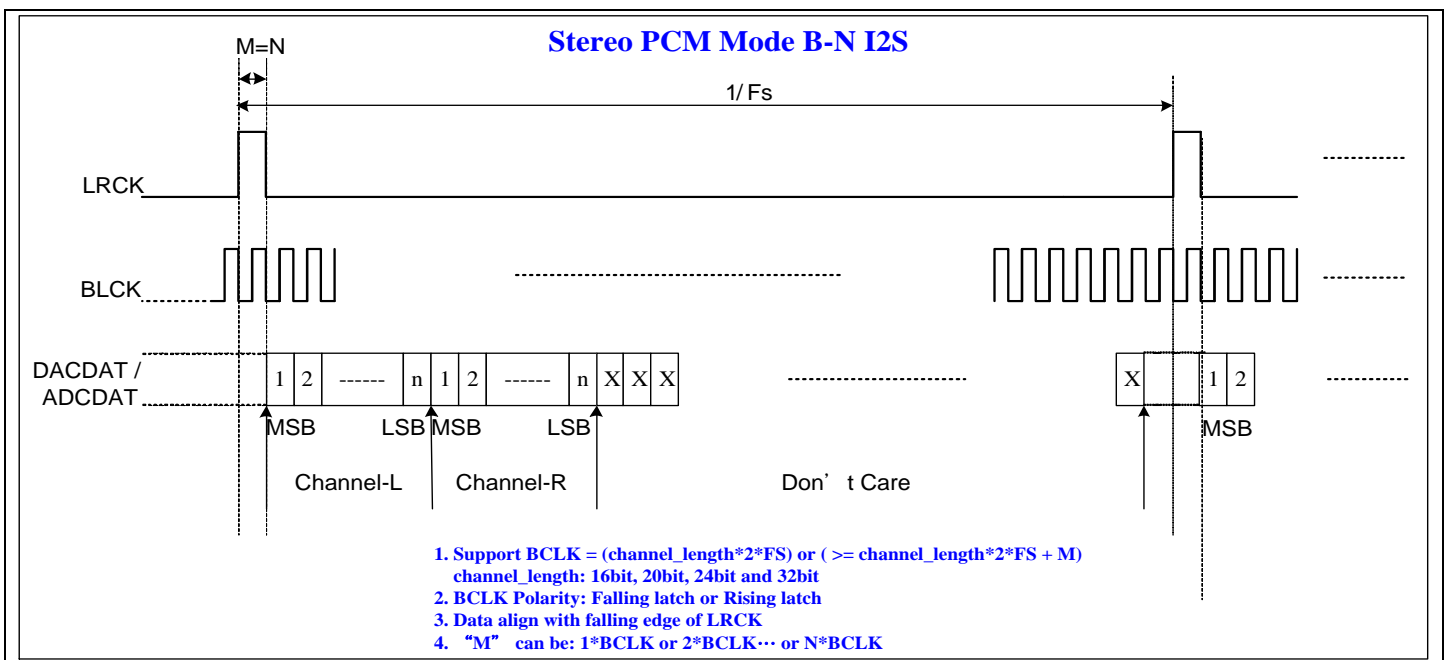 Stereo PCM Mode B-N I2S
M=N
1/ Fs
LRCK
BLCK
DACDAT /
ADCDAT
1 2 ------ n 1 2 ------ n X X X
X 1 2
MSB LSB MSB LSB
MSB
Channel-L Channel-R Don’ t Care
1. Support BCLK = (channel_length*2*FS) or ( >= channel_length*2*FS + M)
channel_length: 16bit, 20bit, 24bit and 32bit
2. BCLK Polarity: Falling latch or Rising latch
3. Data align with falling edge of LRCK
4. “M” can be: 1*BCLK or 2*BCLK⋯ or N*BCLK